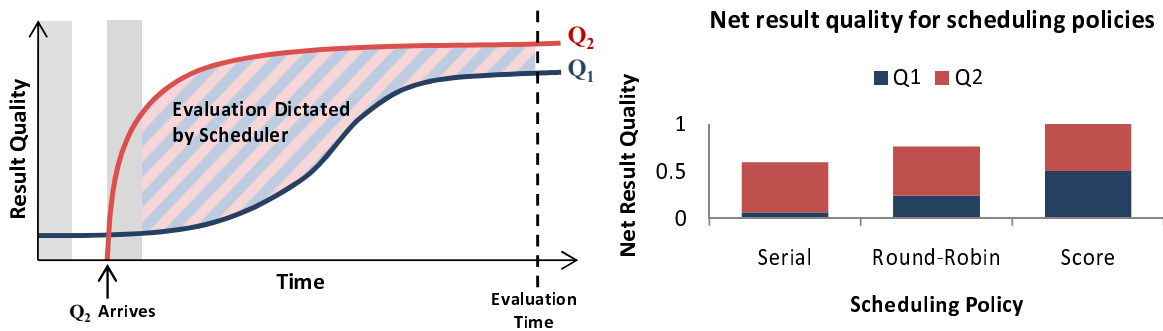 Result Quality
Q2
Q1
Evaluation Dictated
by Scheduler
Time
Q2 Arrives
Evaluation
Time
Net result quality for scheduling policies
Q1 Q2
Net Result Quality
1
0.5
0
Serial Round-Robin Score
Scheduling Policy